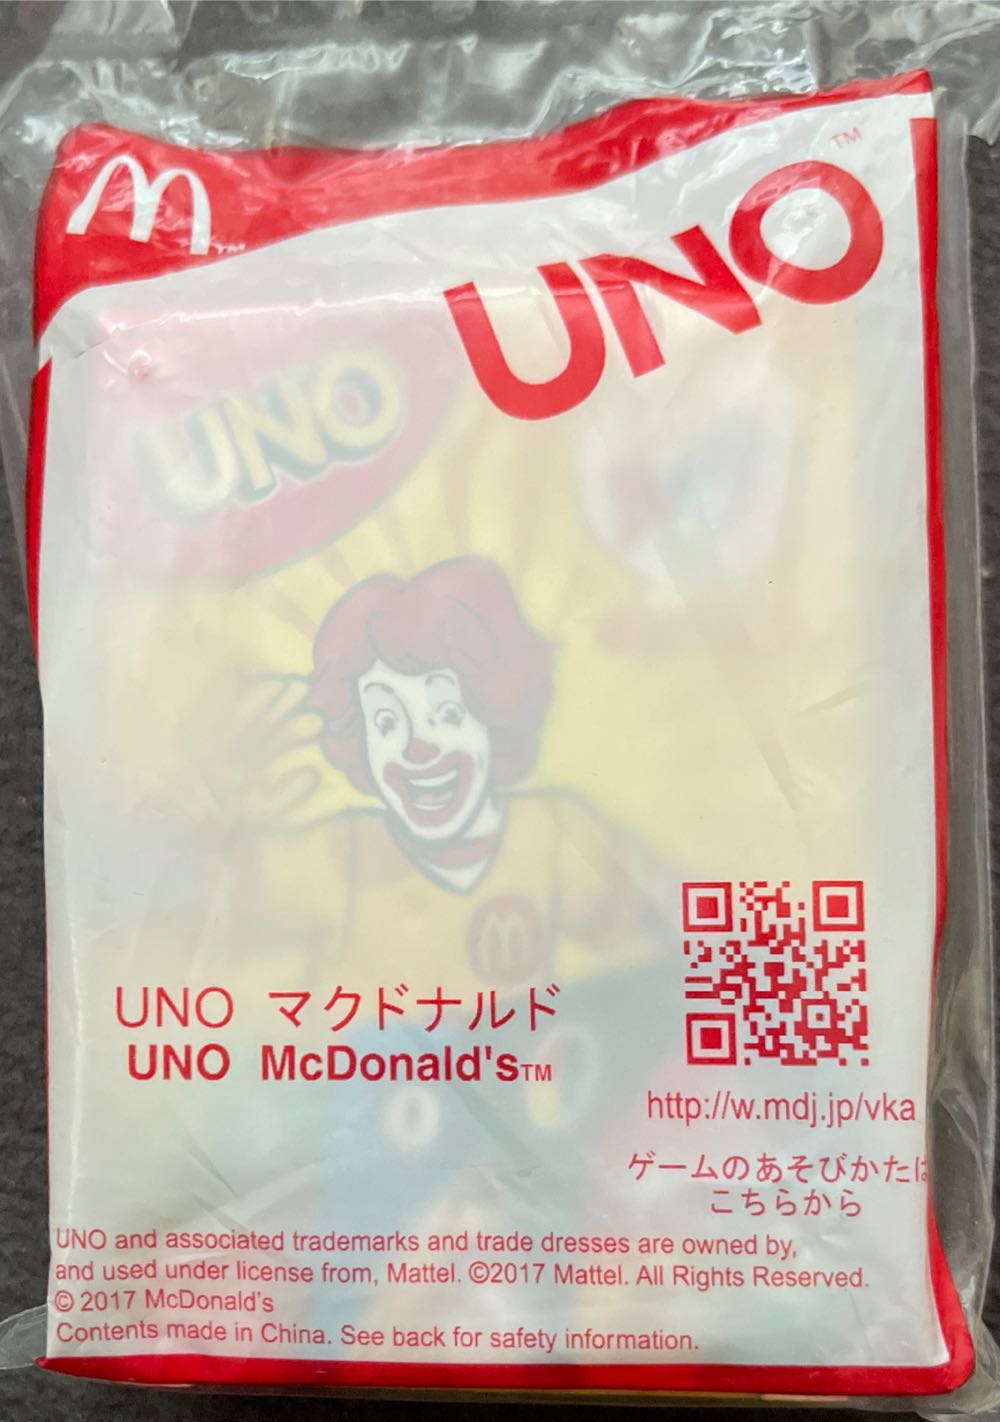 M™
UNO™
UNO
M
UNO マクドナルド
UNO McDonald's™
http://w.mdj.jp/vka
ゲームのあそびかたは
こちらから
UNO and associated trademarks and trade dresses are owned by,
and used under license from, Mattel. ©2017 Mattel. All Rights Reserved.
© 2017 McDonald's
Contents made in China. See back for safety information.